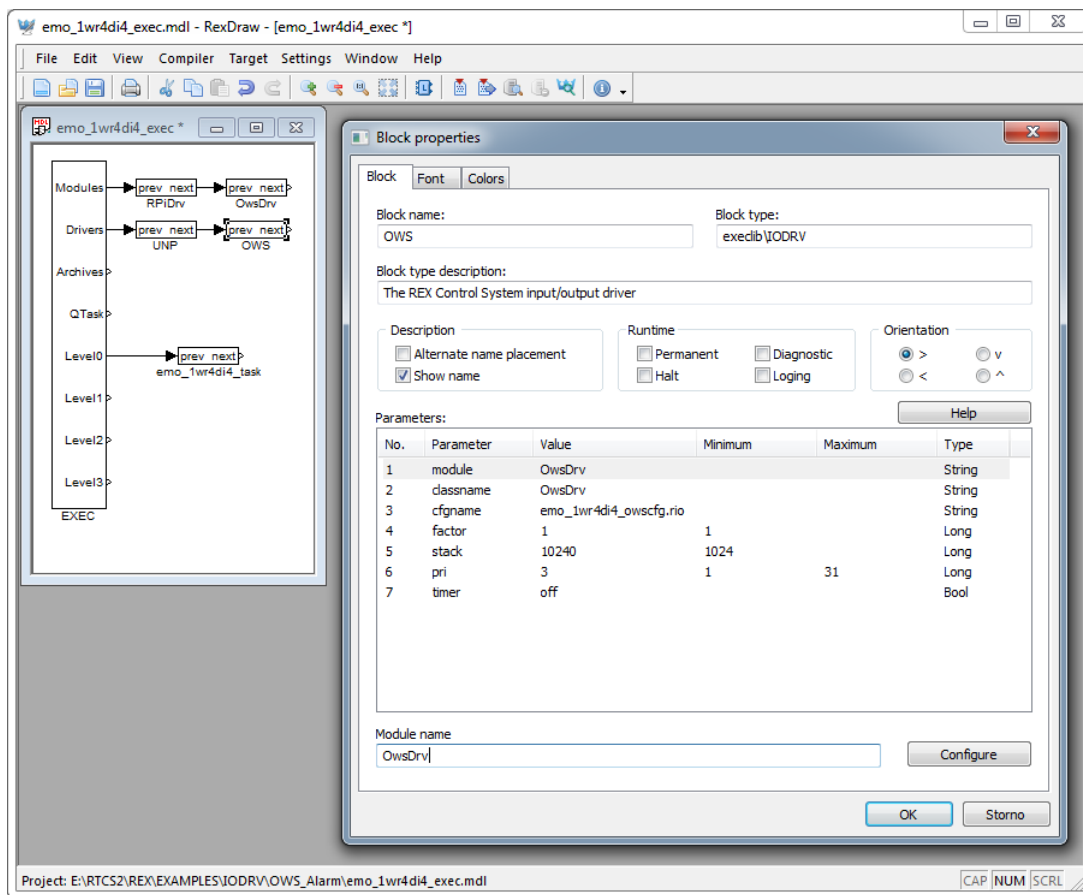 emo_1wr4di4_exec.mdl - RexDraw - [emo_1wr4di4_exec *]
File Edit View Compiler Target Settings Window Help
emo_1wr4di4_exec *
Modules prev next prev next
RPiDrv OwsDrv
Drivers prev next prev next
UNP OWS
Archives
QTask
Level0 prev next
emo_1wr4di4_task
Level1
Level2
Level3
EXEC
Block properties
Block Font Colors
Block name: Block type:
OWS execlib\IODRV
Block type description:
The REX Control System input/output driver
Description Runtime Orientation
Alternate name placement Permanent Diagnostic > v
Show name Halt Loging < ^
Parameters: Help
No. Parameter Value Minimum Maximum Type
1 module OwsDrv String
2 classname OwsDrv String
3 cfgname emo_1wr4di4_owscfg.rio String
4 factor 1 1 Long
5 stack 10240 1024 Long
6 pri 3 1 31 Long
7 timer off Bool
Module name
OwsDrv Configure
OK Storno
Project: E:\RTCS2\REX\EXAMPLES\IODRV\OWS_Alarm\emo_1wr4di4_exec.mdl CAP NUM SCRL